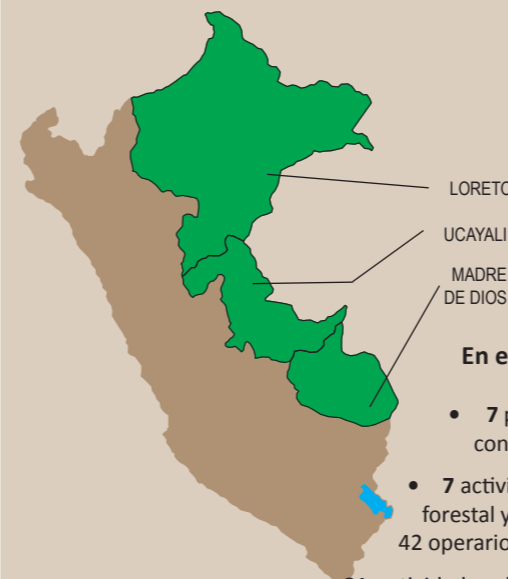 LORETO
UCAYALI
MADRE
DE DIOS
En e
• 7 p
con
• 7 activi
forestal y
42 operario